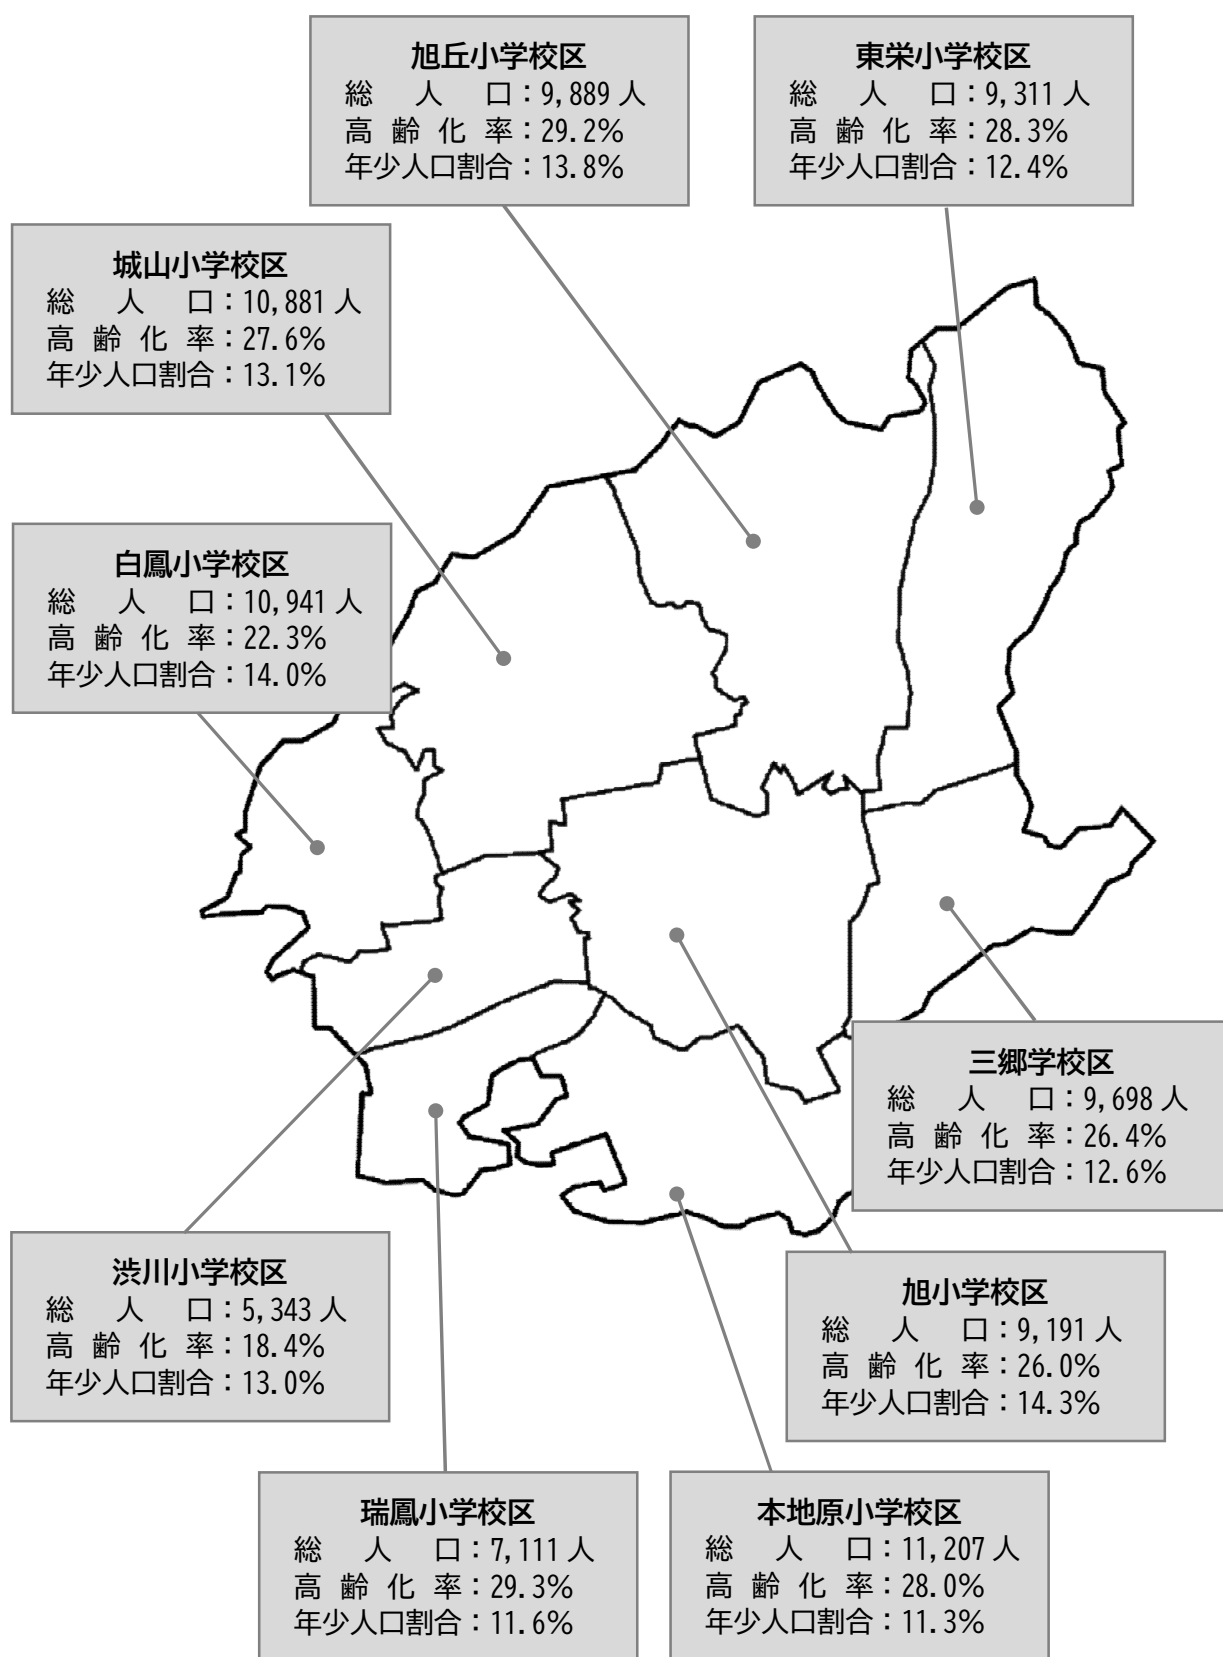 旭丘小学校区
総人口：9,889人
高齢化率：29.2%
年少人口割合：13.8%
東栄小学校区
総人口：9,311人
高齢化率：28.3%
年少人口割合：12.4%
城山小学校区
総人口：10,881人
高齢化率：27.6%
年少人口割合：13.1%
白鳳小学校区
総人口：10,941人
高齢化率：22.3%
年少人口割合：14.0%
三郷学校区
総人口：9,698人
高齢化率：26.4%
年少人口割合：12.6%
渋川小学校区
総人口：5,343人
高齢化率：18.4%
年少人口割合：13.0%
旭小学校区
総人口：9,191人
高齢化率：26.0%
年少人口割合：14.3%
瑞鳳小学校区
総人口：7,111人
高齢化率：29.3%
年少人口割合：11.6%
本地原小学校区
総人口：11,207人
高齢化率：28.0%
年少人口割合：11.3%